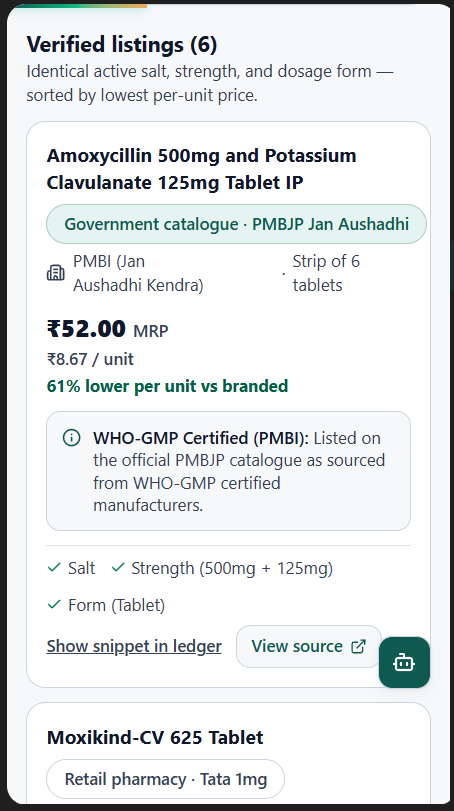 Verified listings (6)
Identical active salt, strength, and dosage form —
sorted by lowest per-unit price.
Amoxycillin 500mg and Potassium
Clavulanate 125mg Tablet IP
Government catalogue · PMBJP Jan Aushadhi
PMBI (Jan
Aushadhi Kendra)
·
Strip of 6
tablets
₹52.00 MRP
₹8.67 / unit
61% lower per unit vs branded
WHO-GMP Certified (PMBI): Listed on
the official PMBJP catalogue as sourced
from WHO-GMP certified
manufacturers.
Salt
Strength (500mg + 125mg)
Form (Tablet)
Show snippet in ledger
View source
Moxikind-CV 625 Tablet
Retail pharmacy · Tata 1mg